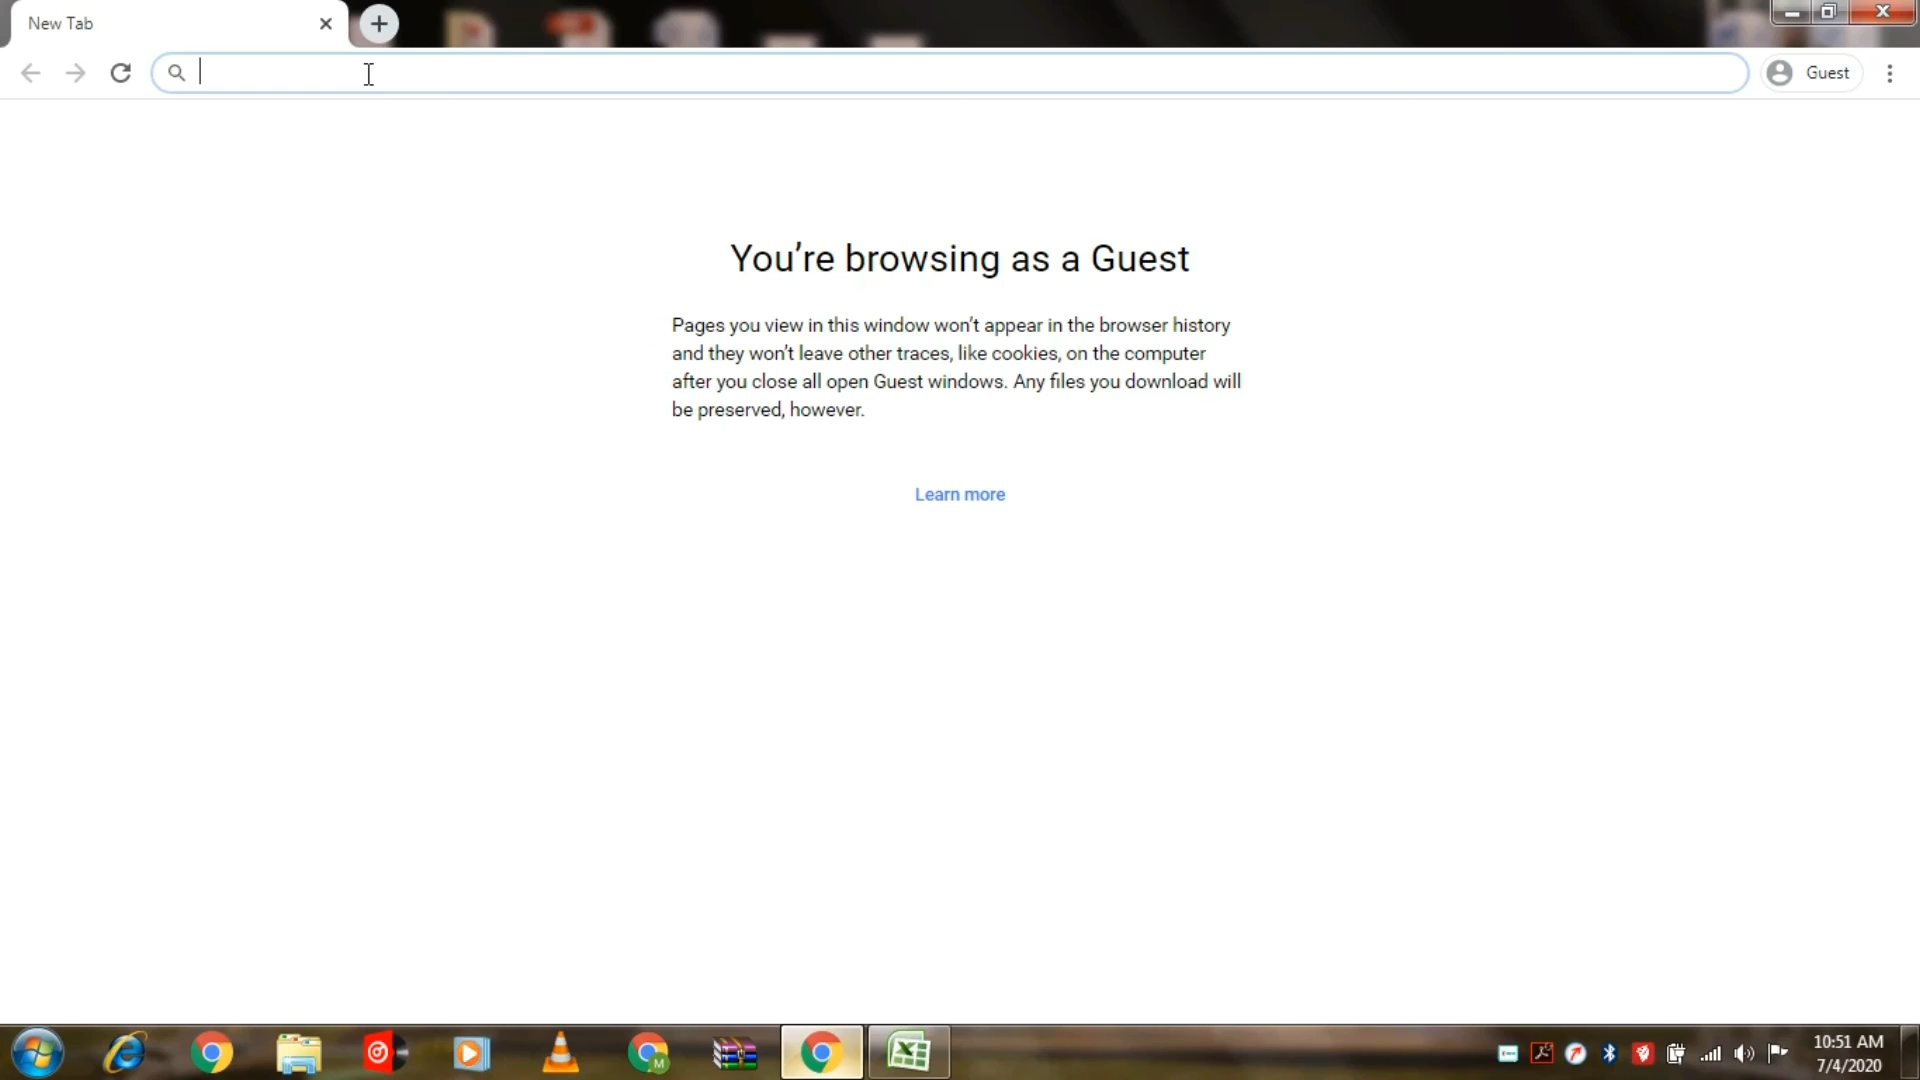 New Tab
Guest
You're browsing as a Guest
Pages you view in this window won't appear in the browser history
and they won't leave other traces, like cookies, on the computer
after you close all open Guest windows. Any files you download will
be preserved, however.
Learn more
M
10:51 AM
7/4/2020